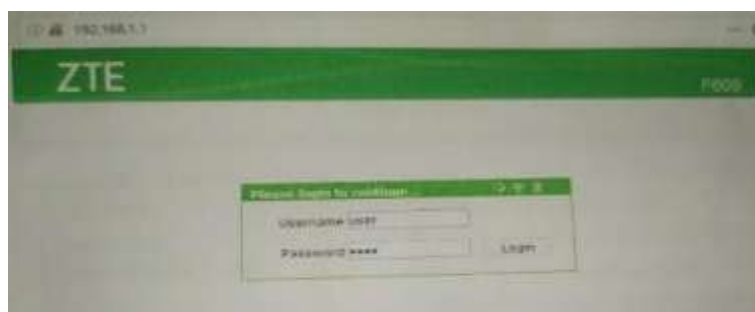 192.168.1.1
ZTE
F609
Please login to continue...
Username user
Password ••••
Login